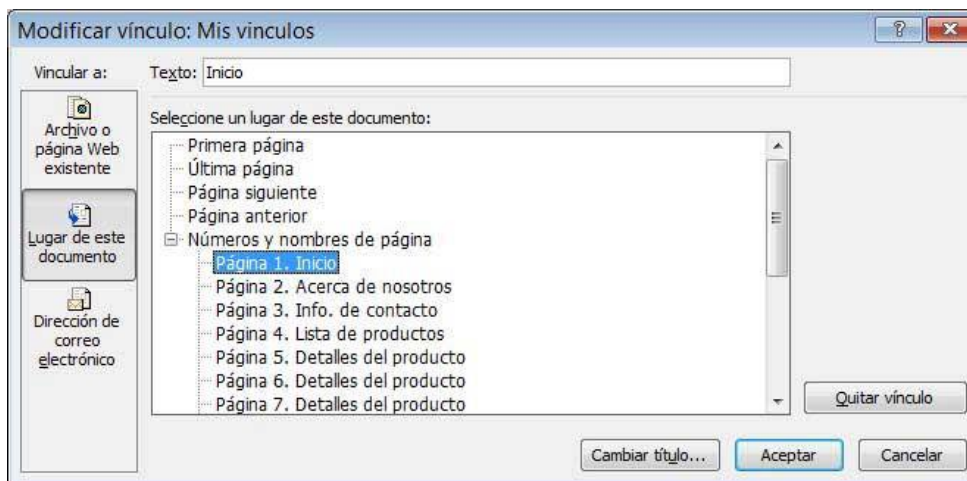 Modificar vínculo: Mis vinculos
Vincular a:
Texto: Inicio
Archivo o
página Web
existente
Lugar de este
documento
Dirección de
correo
electrónico
Seleccione un lugar de este documento:
Primera página
Última página
Página siguiente
Página anterior
Números y nombres de página
Página 1. Inicio
Página 2. Acerca de nosotros
Página 3. Info. de contacto
Página 4. Lista de productos
Página 5. Detalles del producto
Página 6. Detalles del producto
Página 7. Detalles del producto
Quitar vínculo
Cambiar título... Aceptar Cancelar